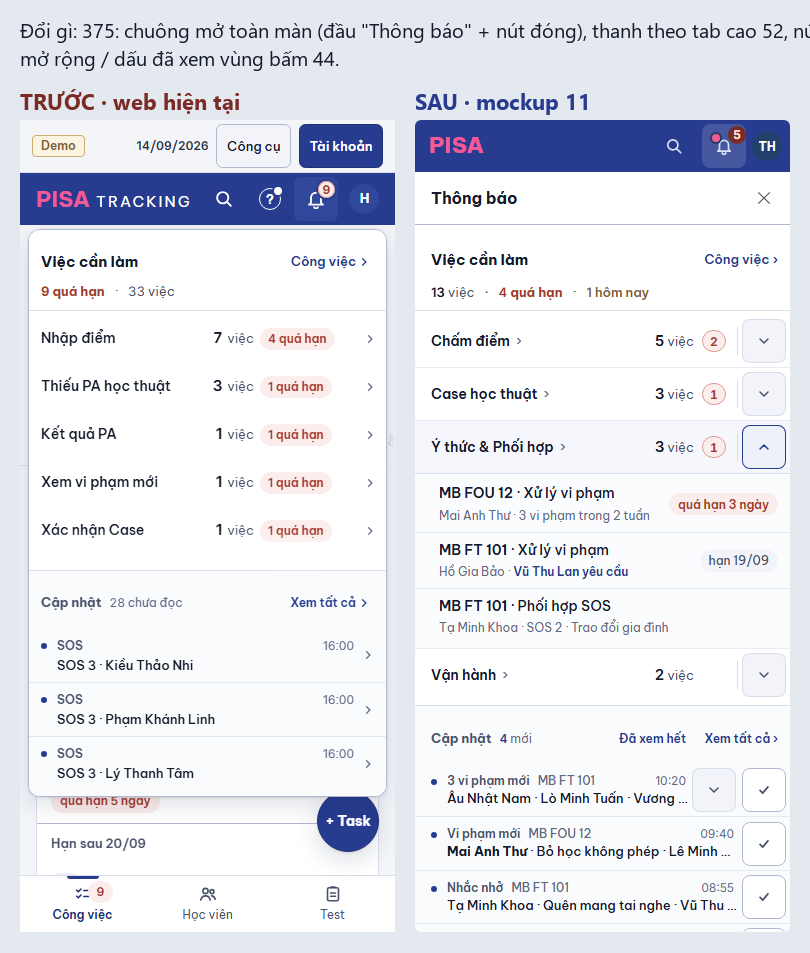 Đổi gì: 375: chuông mở toàn màn (đầu "Thông báo" + nút đóng), thanh theo tab cao 52,
mở rộng / dấu đã xem vùng bấm 44.
TRƯỚC · web hiện tại
Demo
14/09/2026
Công cụ
Tài khoản
PISA TRACKING
?
9
H
Việc cần làm
Công việc ›
9 quá hạn · 33 việc
Nhập điểm 7 việc 4 quá hạn ›
Thiếu PA học thuật 3 việc 1 quá hạn ›
Kết quả PA 1 việc 1 quá hạn ›
Xem vi phạm mới 1 việc 1 quá hạn ›
Xác nhận Case 1 việc 1 quá hạn ›
Cập nhật 28 chưa đọc Xem tất cả ›
SOS 16:00
SOS 3 · Kiều Thảo Nhi ›
SOS 16:00
SOS 3 · Phạm Khánh Linh ›
SOS 16:00
SOS 3 · Lý Thanh Tâm ›
quá hạn 5 ngày
+ Task
Hạn sau 20/09
9
Công việc
Học viên
Test
SAU · mockup 11
PISA
5
TH
Thông báo
Việc cần làm
Công việc ›
13 việc · 4 quá hạn · 1 hôm nay
Chấm điểm › 5 việc 2
Case học thuật › 3 việc 1
Ý thức & Phối hợp › 3 việc 1
MB FOU 12 · Xử lý vi phạm
Mai Anh Thư · 3 vi phạm trong 2 tuần
quá hạn 3 ngày
MB FT 101 · Xử lý vi phạm
Hồ Gia Bảo · Vũ Thu Lan yêu cầu
hạn 19/09
MB FT 101 · Phối hợp SOS
Tạ Minh Khoa · SOS 2 · Trao đổi gia đình
Vận hành › 2 việc
Cập nhật 4 mới Đã xem hết Xem tất cả ›
3 vi phạm mới MB FT 101 10:20
Âu Nhật Nam · Lò Minh Tuấn · Vương ...
Vi phạm mới MB FOU 12 09:40
Mai Anh Thư · Bỏ học không phép · Lê Minh ...
Nhắc nhở MB FT 101 08:55
Tạ Minh Khoa · Quên mang tai nghe · Vũ Thu ...